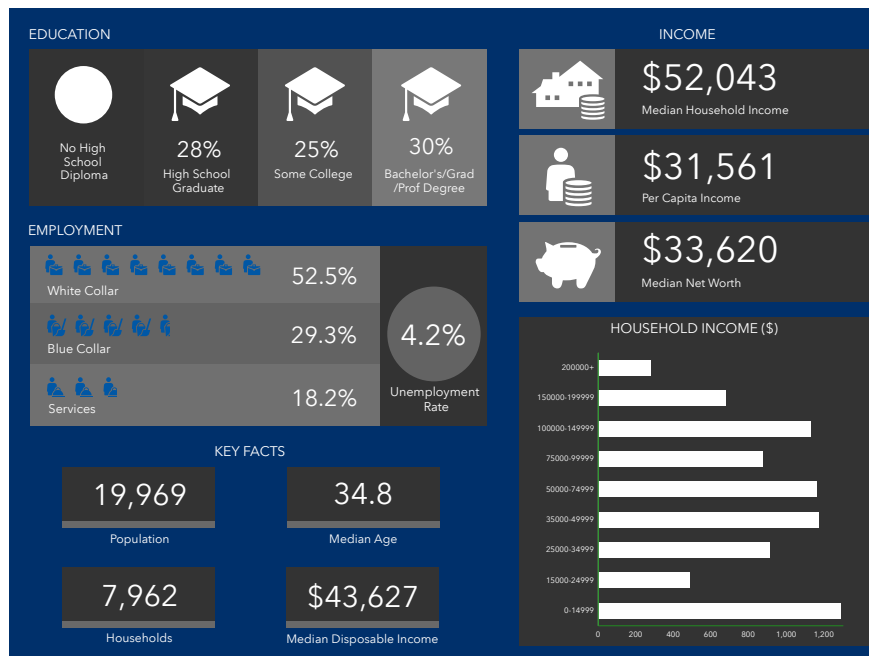 EDUCATION
No High
School
Diploma
28%
High School
Graduate
25%
Some College
30%
Bachelor's/Grad
/Prof Degree
EMPLOYMENT
White Collar
52.5%
Blue Collar
29.3%
Services
18.2%
4.2%
Unemployment
Rate
KEY FACTS
19,969
Population
34.8
Median Age
7,962
Households
$43,627
Median Disposable Income
INCOME
$52,043
Median Household Income
$31,561
Per Capita Income
$33,620
Median Net Worth
HOUSEHOLD INCOME ($)
200000+
150000-199999
100000-149999
75000-99999
50000-74999
35000-49999
25000-34999
15000-24999
0-14999
0 200 400 600 800 1,000 1,200